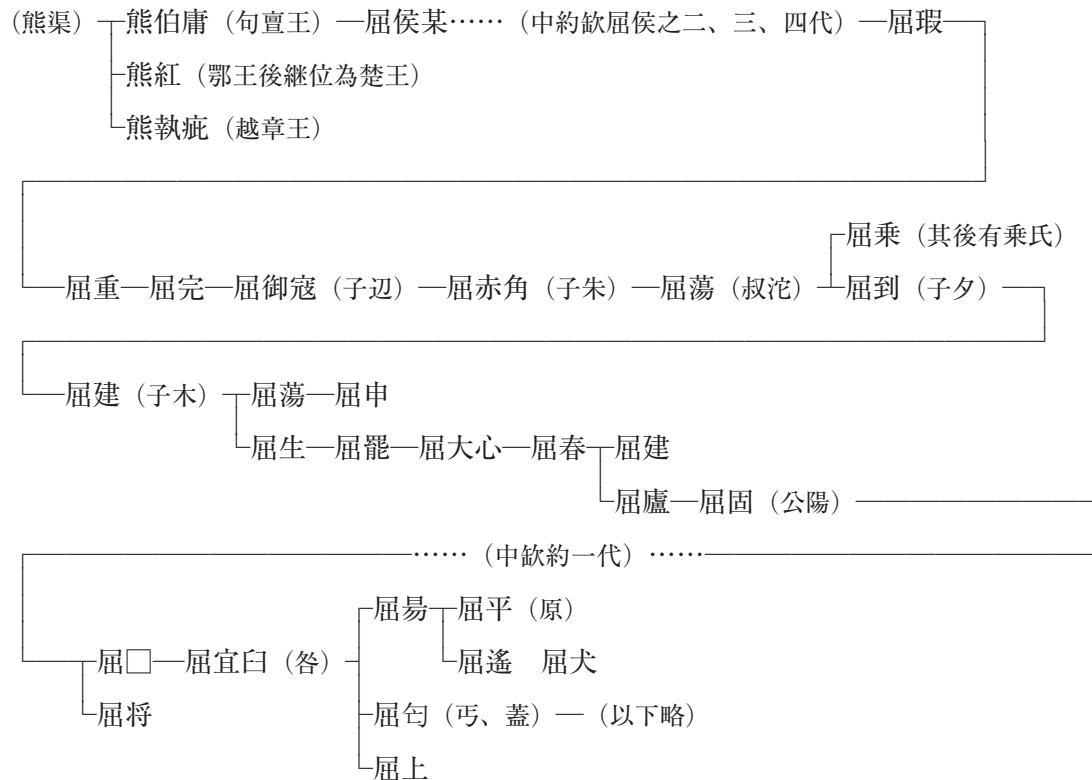 (熊渠) 熊伯庸(句亶王) 屈侯某……(中約欽屈侯之二、三、四代) 屈瑕
熊紅(鄂王後継位為楚王)
熊執疵(越章王)
屈乗(其後有乗氏)
屈重 屈完 屈御寇(子辺) 屈赤角(子朱) 屈蕩(叔沱) 屈到(子夕)
屈建(子木) 屈蕩 屈申
屈生 屈罷 屈大心 屈春 屈建
屈廬 屈固(公陽)
……(中欽約一代)……
屈昜 屈平(原)
屈□ 屈宜臼(咎) 屈遙 屈犬
屈将 屈匄(丐、蓋) (以下略)
屈上